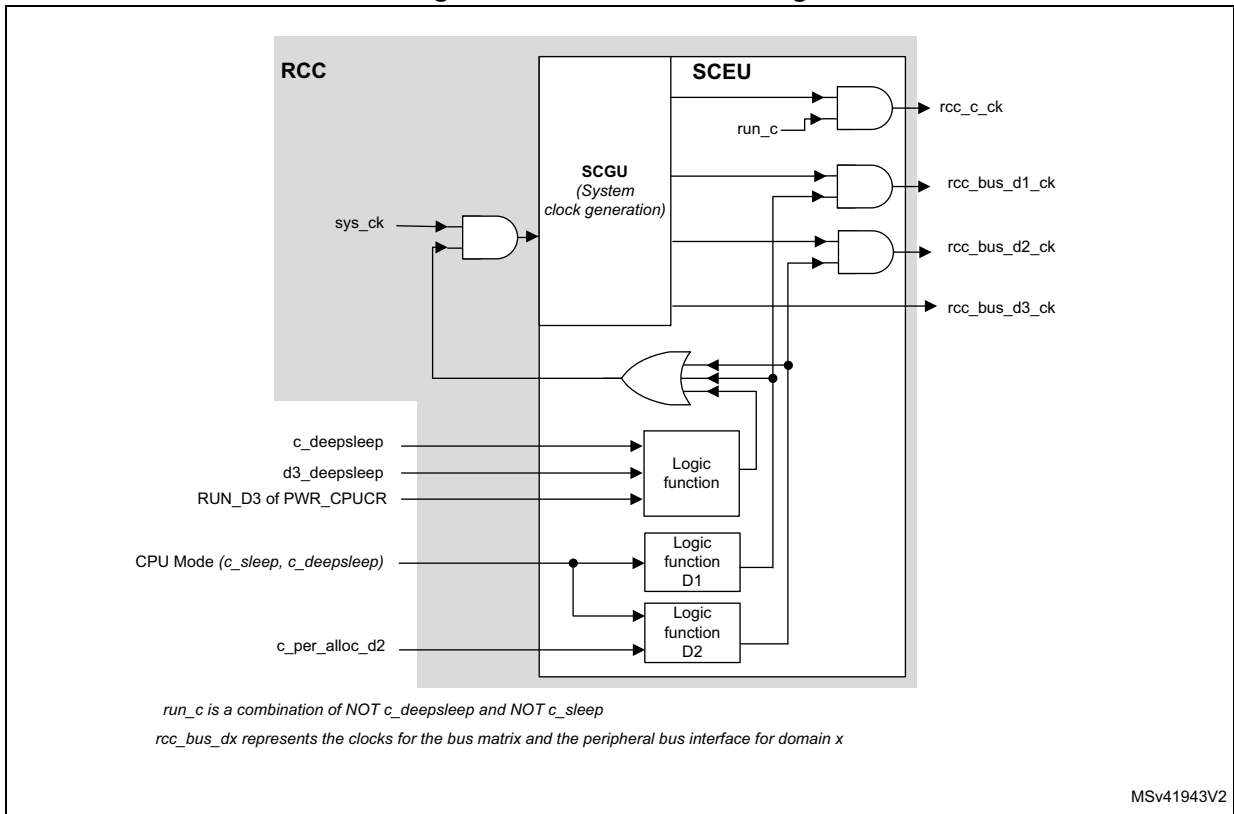 RCC
SCEU
rcc_c_ck
run_c
SCGU
(System
clock generation)
rcc_bus_d1_ck
sys_ck
rcc_bus_d2_ck
rcc_bus_d3_ck
c_deepsleep
d3_deepsleep
RUN_D3 of PWR_CPUCR
Logic
function
CPU Mode (c_sleep, c_deepsleep)
Logic
function
D1
Logic
function
D2
c_per_alloc_d2
run_c is a combination of NOT c_deepsleep and NOT c_sleep
rcc_bus_dx represents the clocks for the bus matrix and the peripheral bus interface for domain x
MSv41943V2